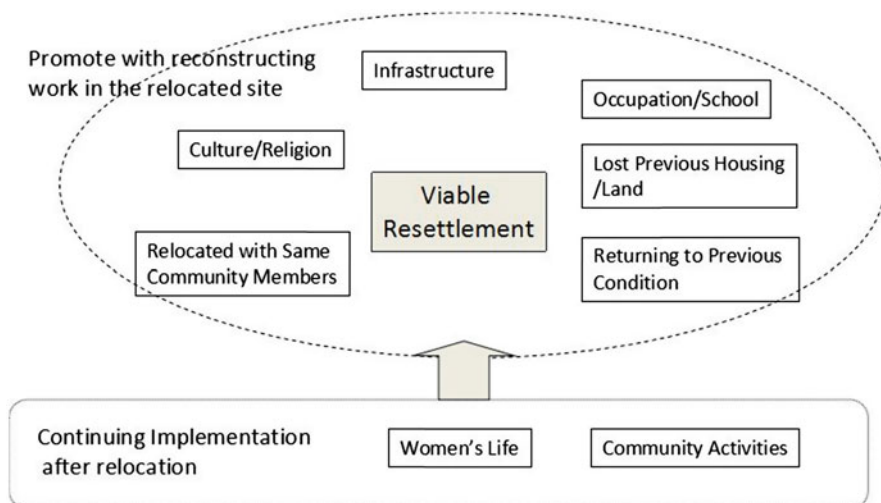 Promote with reconstructing
work in the relocated site
Infrastructure
Occupation/School
Culture/Religion
Lost Previous Housing
/Land
Viable
Resettlement
Relocated with Same
Community Members
Returning to Previous
Condition
Continuing Implementation
after relocation
Women's Life
Community Activities